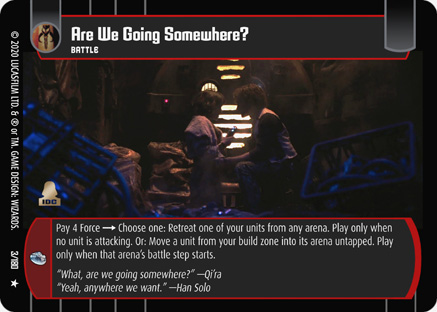 Are We Going Somewhere?
BATTLE
© 2020 LUCASFILM LTD. & ® or TM. GAME DESIGN: WIZARDS.
3/180
IDC
Pay 4 Force → Choose one: Retreat one of your units from any arena. Play only when
no unit is attacking. Or: Move a unit from your build zone into its arena untapped. Play
only when that arena's battle step starts.
"What, are we going somewhere?" —Qi'ra
"Yeah, anywhere we want." —Han Solo